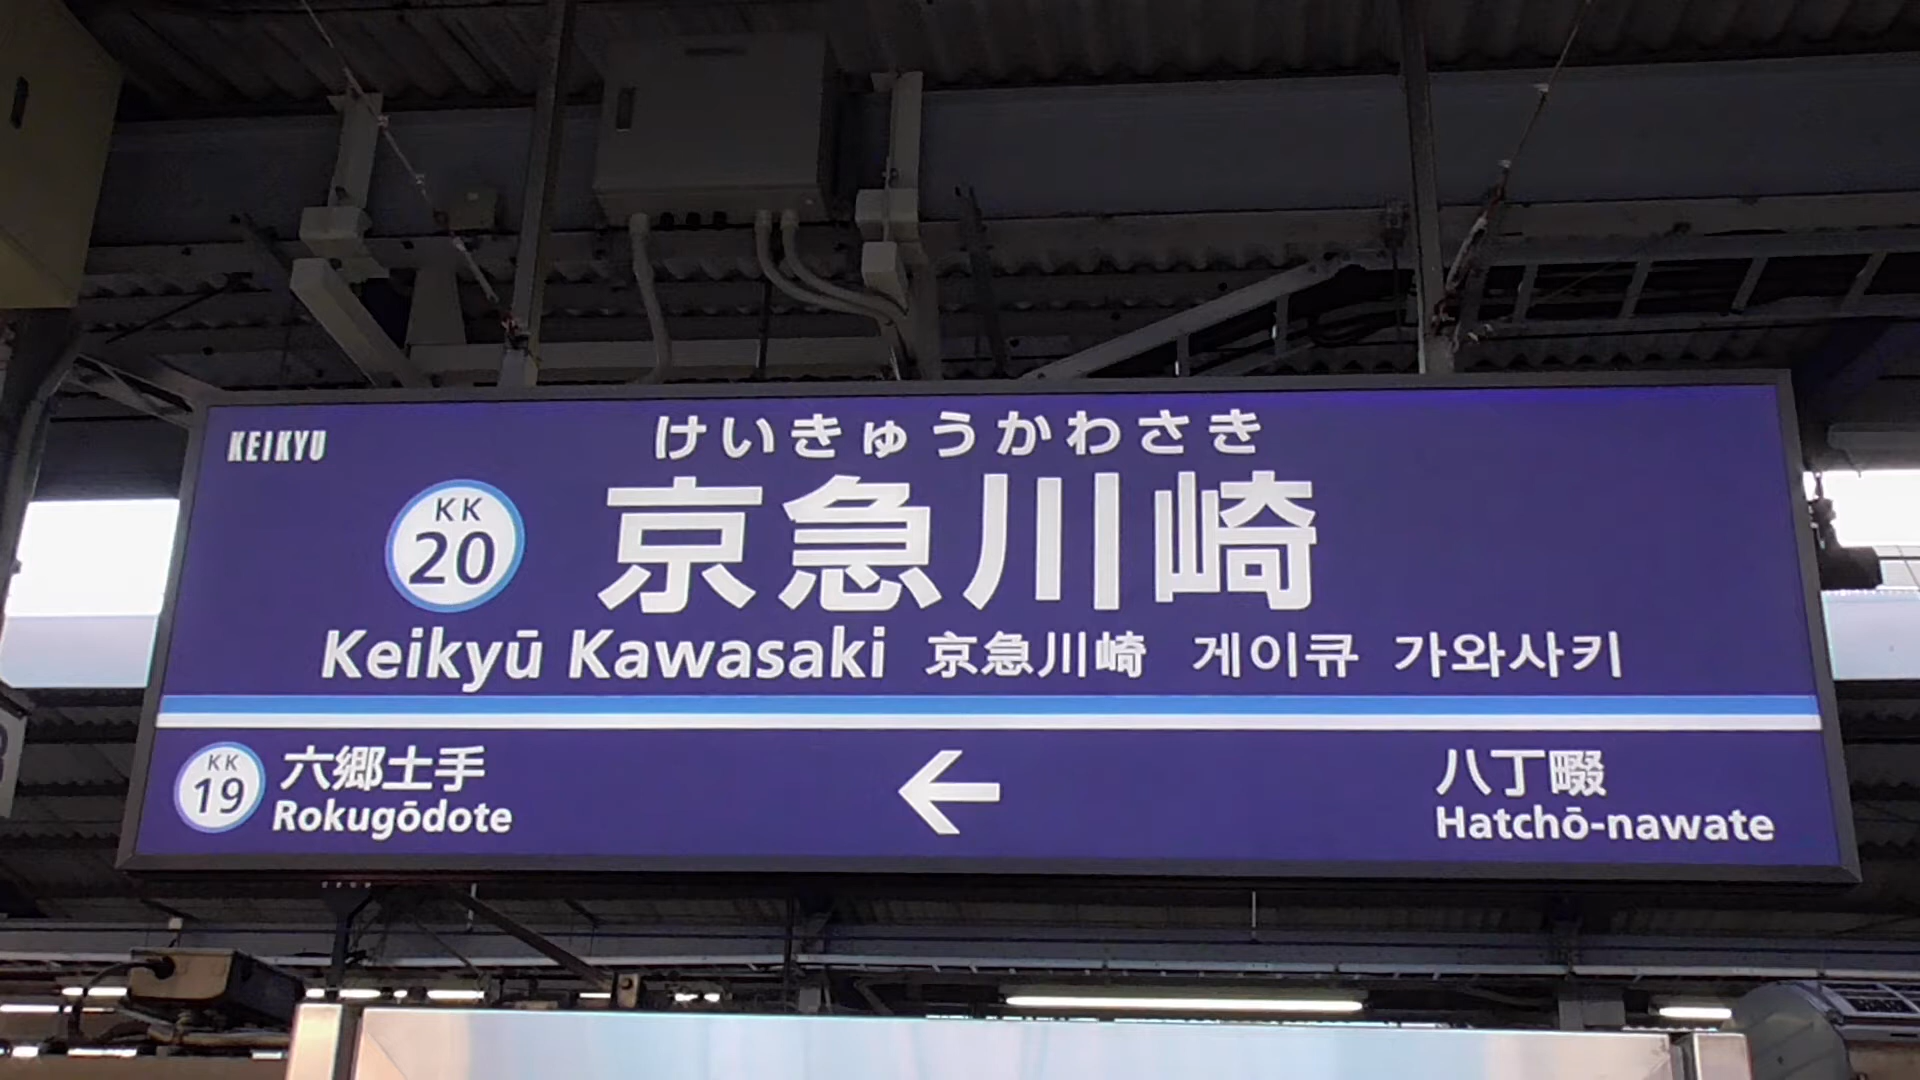 KEIKYU
けいきゅうかわさき
KK
20
京急川崎
Keikyū Kawasaki 京急川崎 게이큐 가와사키
KK
19
六郷土手
Rokugōdote
←
八丁畷
Hatchō-nawate